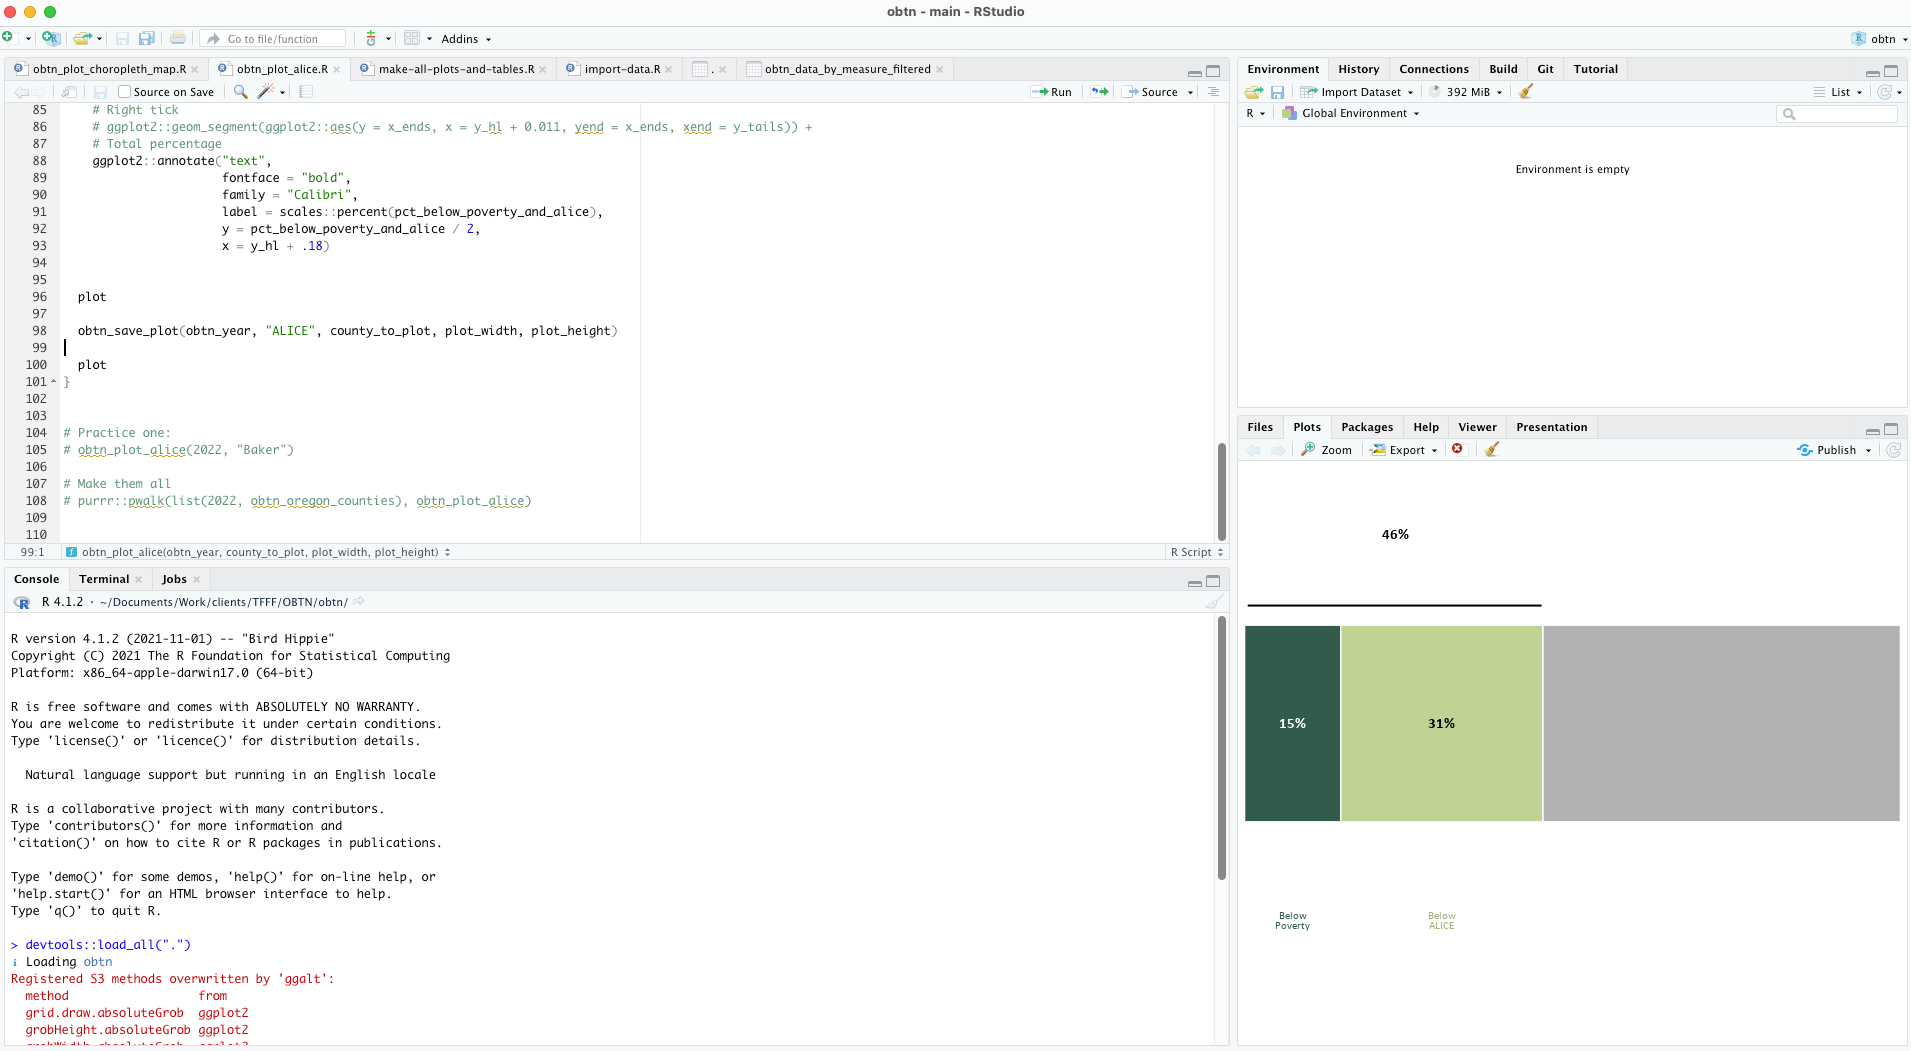 obtn - main - RStudio
Go to file/function
Addins
obtn
obtn_plot_choropleth_map.R
obtn_plot_alice.R
make-all-plots-and-tables.R
import-data.R
.
obtn_data_by_measure_filtered
Source on Save
Run
Source
85 # Right tick
86 # ggplot2::geom_segment(ggplot2::aes(y = x_ends, x = y_hl + 0.011, yend = x_ends, xend = y_tails)) +
87 # Total percentage
88 ggplot2::annotate("text",
89 fontface = "bold",
90 family = "Calibri",
91 label = scales::percent(pct_below_poverty_and_alice),
92 y = pct_below_poverty_and_alice / 2,
93 x = y_hl + .18)
94
95
96 plot
97
98 obtn_save_plot(obtn_year, "ALICE", county_to_plot, plot_width, plot_height)
99
100 plot
101 }
102
103
104 # Practice one:
105 # obtn_plot_alice(2022, "Baker")
106
107 # Make them all
108 # purrr::pwalk(list(2022, obtn_oregon_counties), obtn_plot_alice)
109
110
99:1 obtn_plot_alice(obtn_year, county_to_plot, plot_width, plot_height) R Script
Console Terminal Jobs
R 4.1.2 · ~/Documents/Work/clients/TFFF/OBTN/obtn/
R version 4.1.2 (2021-11-01) -- "Bird Hippie"
Copyright (C) 2021 The R Foundation for Statistical Computing
Platform: x86_64-apple-darwin17.0 (64-bit)
R is free software and comes with ABSOLUTELY NO WARRANTY.
You are welcome to redistribute it under certain conditions.
Type 'license()' or 'licence()' for distribution details.
Natural language support but running in an English locale
R is a collaborative project with many contributors.
Type 'contributors()' for more information and
'citation()' on how to cite R or R packages in publications.
Type 'demo()' for some demos, 'help()' for on-line help, or
'help.start()' for an HTML browser interface to help.
Type 'q()' to quit R.
> devtools::load_all(".")
i Loading obtn
Registered S3 methods overwritten by 'ggalt':
method from
grid.draw.absoluteGrob ggplot2
grobHeight.absoluteGrob ggplot2
grobWidth.absoluteGrob ggplot2
Environment History Connections Build Git Tutorial
Import Dataset 392 MiB List
R Global Environment
Environment is empty
Files Plots Packages Help Viewer Presentation
Zoom Export Publish
46%
15% 31%
Below
Poverty
Below
ALICE